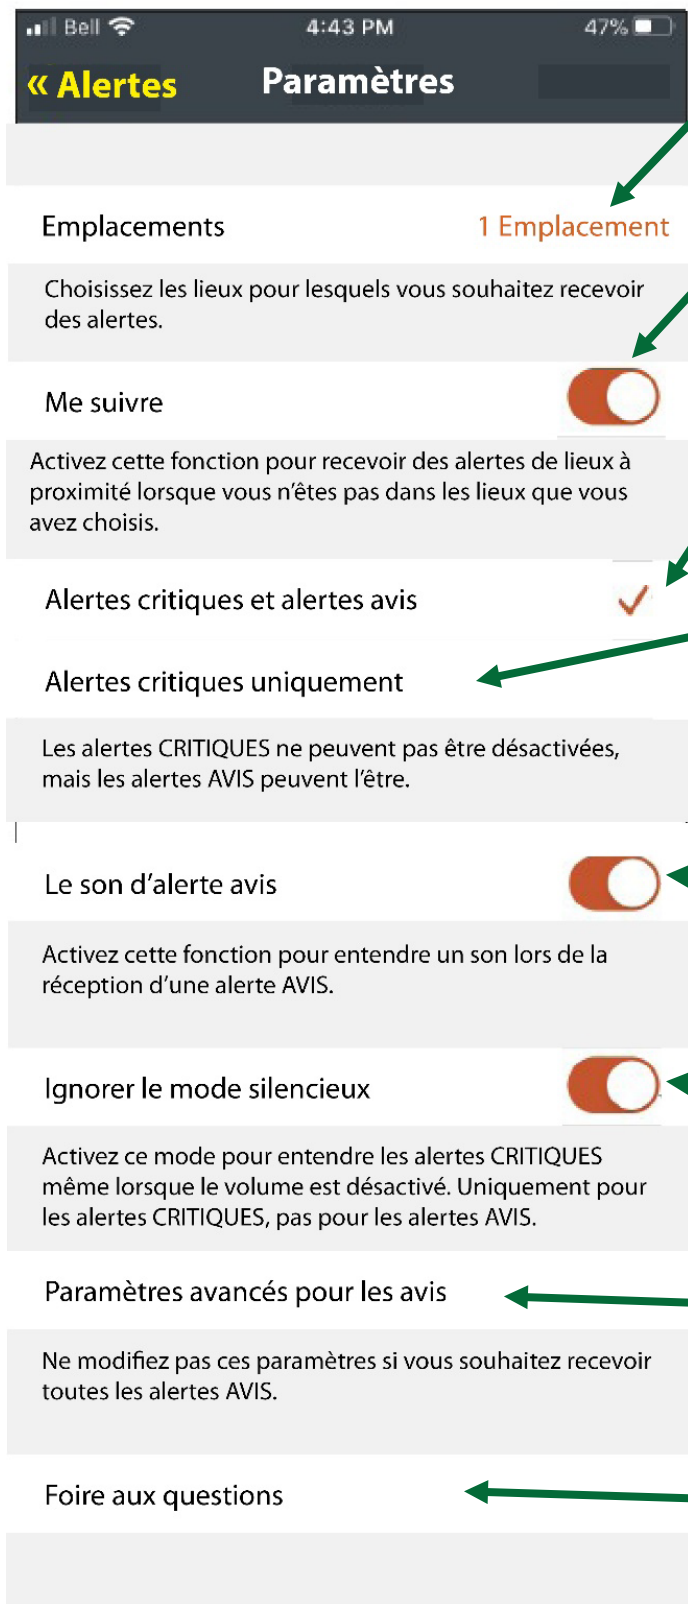 Bell 4:43 PM 47%
« Alertes Paramètres
Emplacements 1 Emplacement
Choisissez les lieux pour lesquels vous souhaitez recevoir
des alertes.
Me suivre
Activez cette fonction pour recevoir des alertes de lieux à
proximité lorsque vous n’êtes pas dans les lieux que vous
avez choisis.
Alertes critiques et alertes avis
Alertes critiques uniquement
Les alertes CRITIQUES ne peuvent pas être désactivées,
mais les alertes AVIS peuvent l’être.
Le son d’alerte avis
Activez cette fonction pour entendre un son lors de la
réception d’une alerte AVIS.
Ignorer le mode silencieux
Activez ce mode pour entendre les alertes CRITIQUES
même lorsque le volume est désactivé. Uniquement pour
les alertes CRITIQUES, pas pour les alertes AVIS.
Paramètres avancés pour les avis
Ne modifiez pas ces paramètres si vous souhaitez recevoir
toutes les alertes AVIS.
Foire aux questions